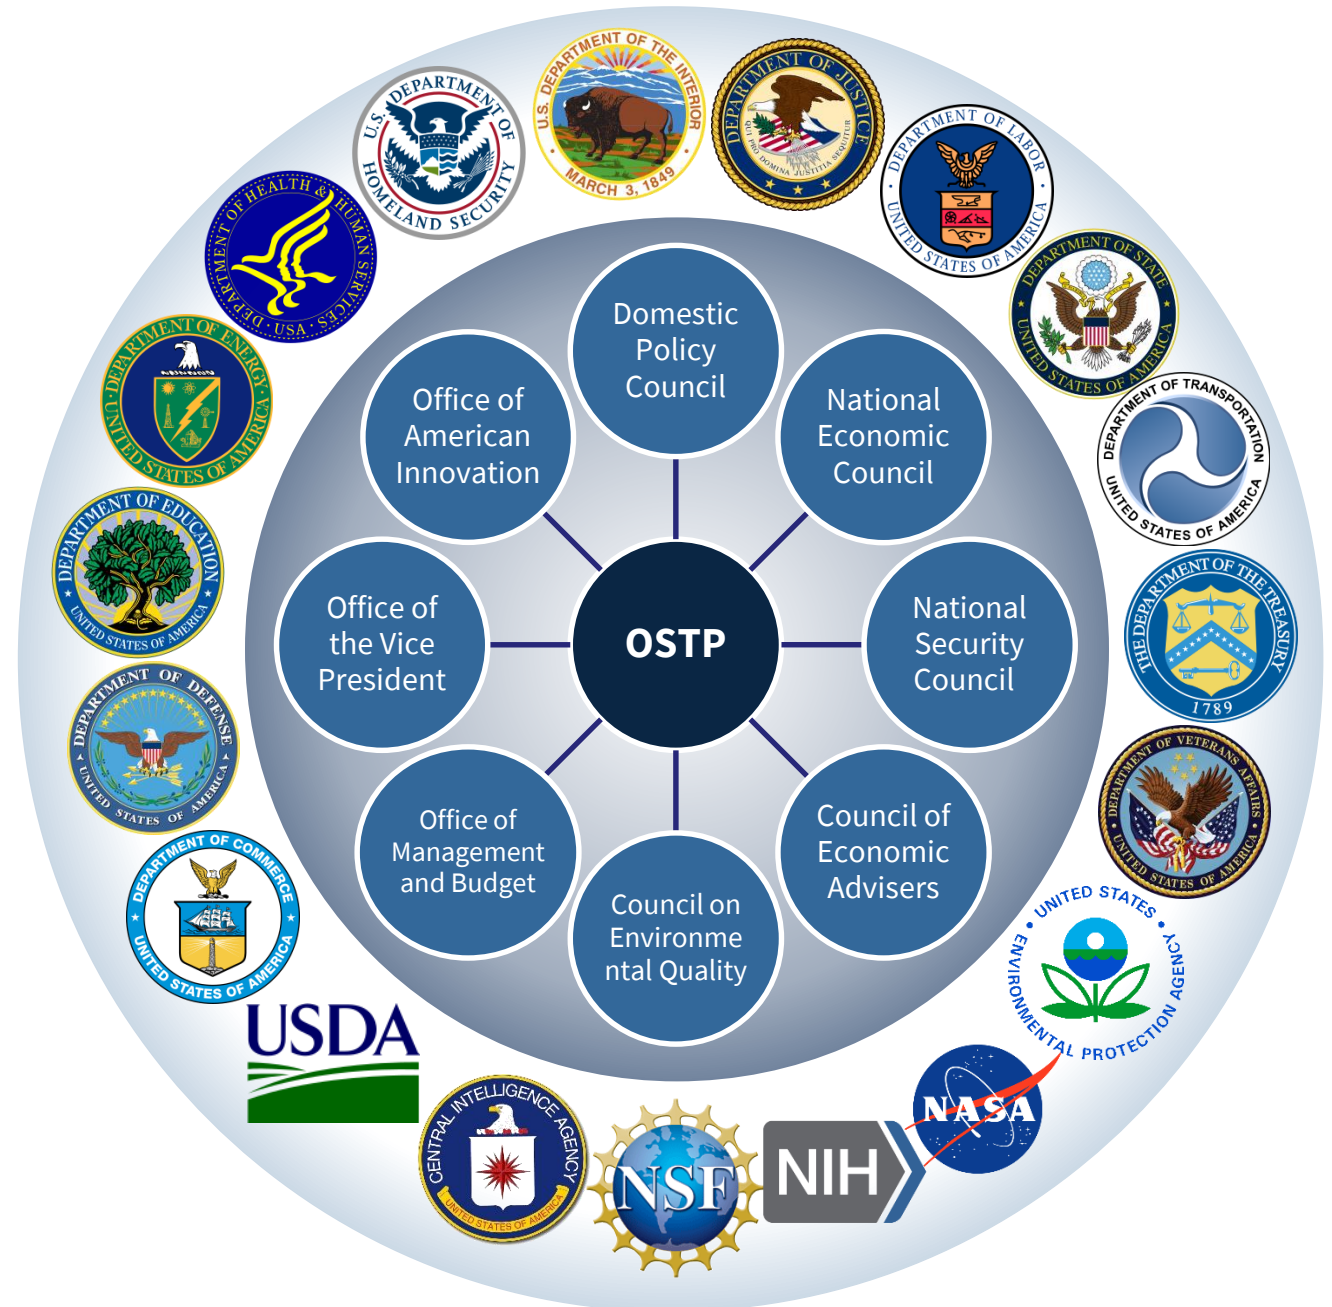 U.S. DEPARTMENT OF THE INTERIOR
MARCH 3, 1849
DEPARTMENT OF JUSTICE
QUI PRO DOMINA JUSTITIA SEQUITUR
U.S. DEPARTMENT OF
HOMELAND SECURITY
DEPARTMENT OF LABOR
UNITED STATES OF AMERICA
DEPARTMENT OF HEALTH & HUMAN SERVICES · USA
DEPARTMENT OF STATE
UNITED STATES OF AMERICA
DEPARTMENT OF ENERGY
UNITED STATES OF AMERICA
DEPARTMENT OF TRANSPORTATION
UNITED STATES OF AMERICA
DEPARTMENT OF EDUCATION
UNITED STATES OF AMERICA
THE DEPARTMENT OF THE TREASURY
1789
DEPARTMENT OF DEFENSE
UNITED STATES OF AMERICA
DEPARTMENT OF VETERANS AFFAIRS
UNITED STATES OF AMERICA
DEPARTMENT OF COMMERCE
UNITED STATES OF AMERICA
UNITED STATES
ENVIRONMENTAL PROTECTION AGENCY
USDA
CENTRAL INTELLIGENCE AGENCY
UNITED STATES OF AMERICA
NSF
NIH
NASA
Domestic
Policy
Council
National
Economic
Council
National
Security
Council
Council of
Economic
Advisers
Council on
Environme
ntal Quality
Office of
Management
and Budget
Office of
the Vice
President
Office of
American
Innovation
OSTP